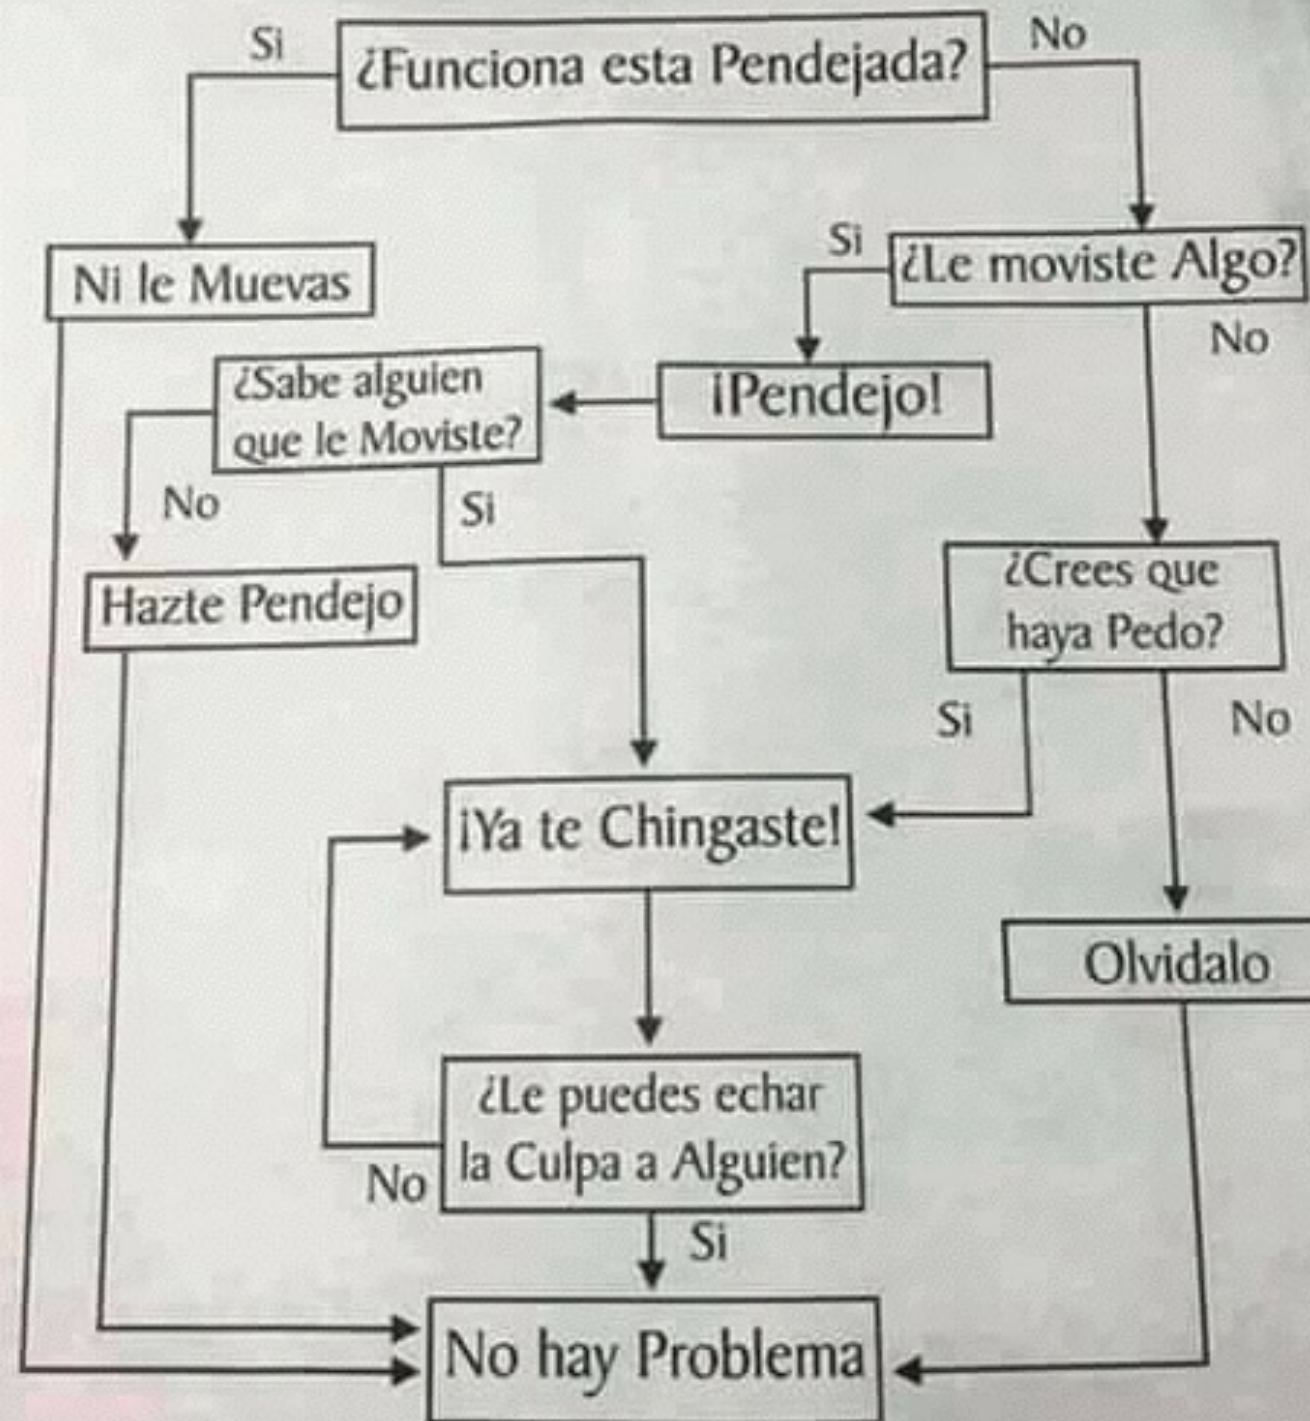 Si
¿Funciona esta Pendejada?
No
Ni le Muevas
Si
¿Le moviste Algo?
No
¿Sabe alguien
que le Moviste?
¡Pendejo!
No
Si
Hazte Pendejo
¿Crees que
haya Pedo?
Si
No
¡Ya te Chingaste!
Olvidalo
¿Le puedes echar
la Culpa a Alguien?
No
Si
No hay Problema